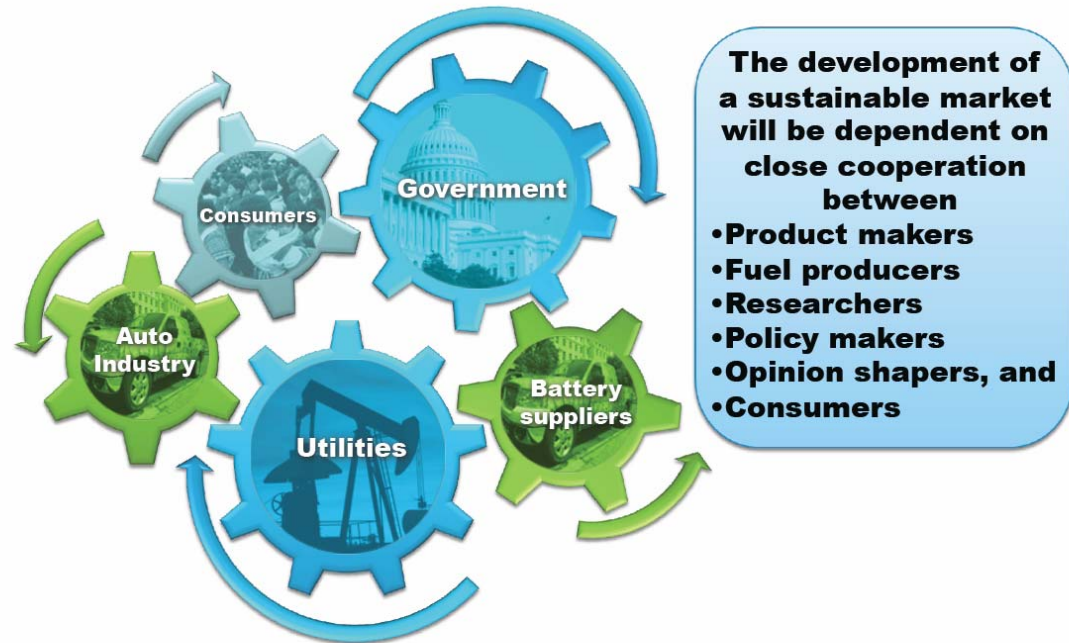 Consumers
Government
Auto
Industry
Utilities
Battery
suppliers
The development of
a sustainable market
will be dependent on
close cooperation
between
•Product makers
•Fuel producers
•Researchers
•Policy makers
•Opinion shapers, and
•Consumers